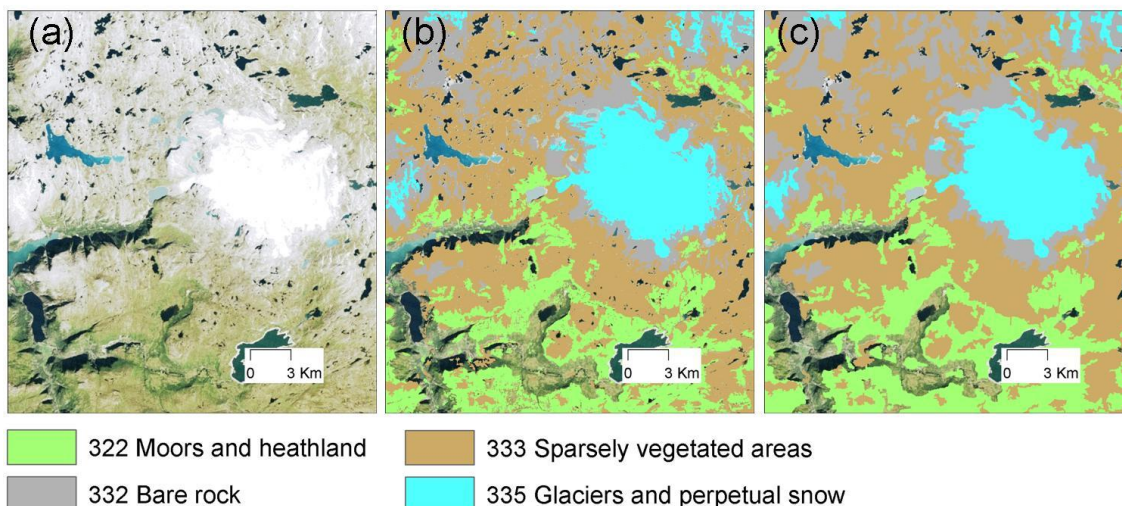 (a) (b) (c)
0 3 Km 0 3 Km 0 3 Km
322 Moors and heathland 333 Sparsely vegetated areas
332 Bare rock 335 Glaciers and perpetual snow